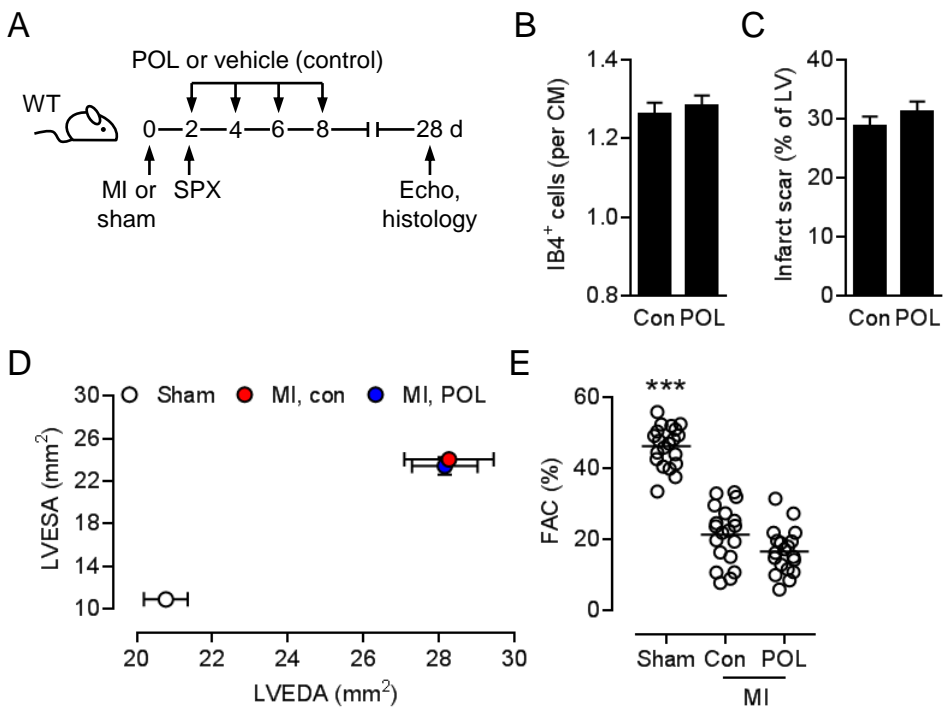 A
POL or vehicle (control)
WT
0 2 4 6 8 28 d
MI or
sham
SPX
Echo,
histology
B
IB4+ cells (per CM)
1.4
1.2
1.0
0.8
Con POL
C
Infarct scar (% of LV)
40
30
20
10
0
Con POL
D
Sham MI, con MI, POL
LVESA (mm²)
30
26
22
18
14
10
20 22 24 26 28 30
LVEDA (mm²)
E
FAC (%)
60
40
20
0
***
Sham Con POL
MI